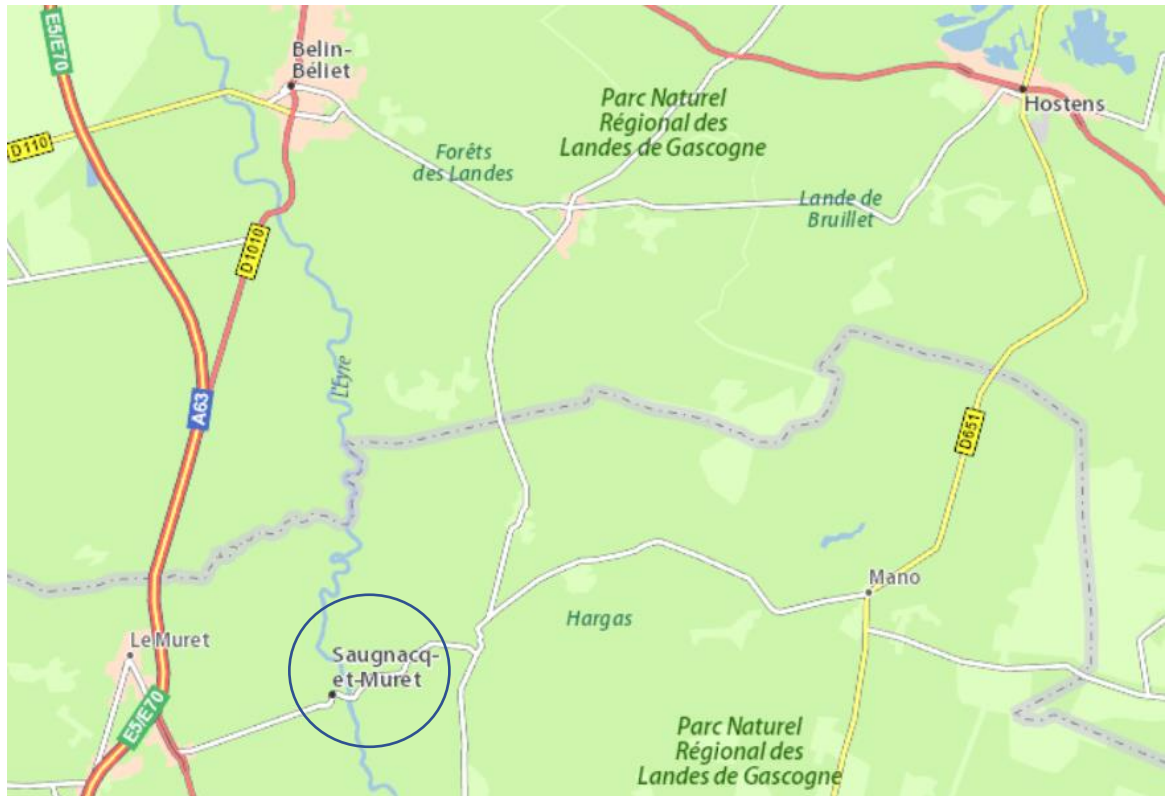 E5/E70
Belin-
Béliet
Hostens
Parc Naturel
Régional des
Landes de Gascogne
D110
Forêts
des Landes
Lande de
Bruillet
D1010
L'Eyre
A63
D651
Mano
Hargas
Le Muret
Saugnacq-
et-Muret
E5/E70
Parc Naturel
Régional des
Landes de Gascogne